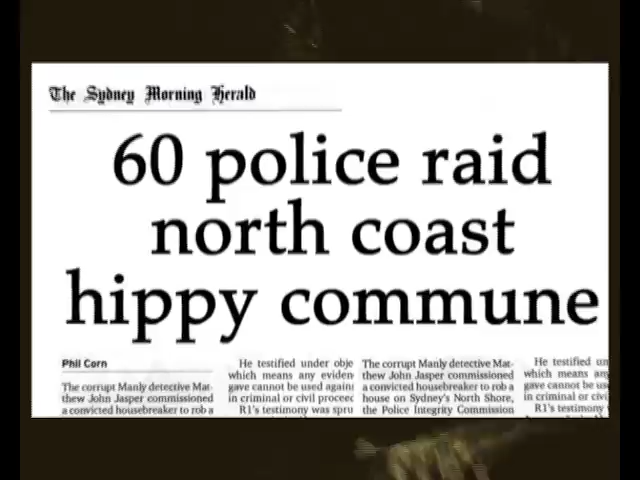 The Sydney Morning Herald
60 police raid
north coast
hippy commune
Phil Corn
The corrupt Manly detective Mat-
thew John Jasper commissioned
a convicted housebreaker to rob a
He testified under obje
which means any eviden
gave cannot be used agains
in criminal or civil proceed
R1's testimony was spru
The corrupt Manly detective Mat-
thew John Jasper commissioned
a convicted housebreaker to rob a
house on Sydney's North Shore,
the Police Integrity Commission
He testified un
which means any
gave cannot be us
in criminal or civi
R1's testimony